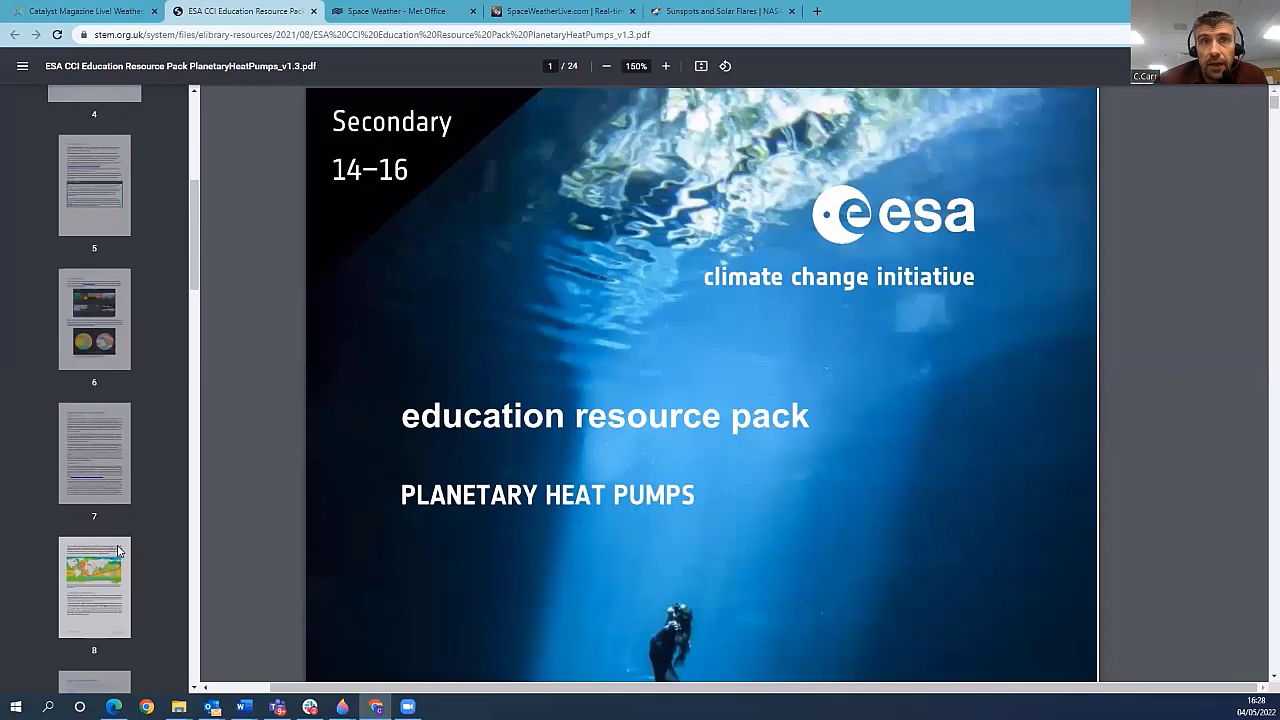 Catalyst Magazine Live! Weather
ESA CCI Education Resource Pac
Space Weather - Met Office
SpaceWeatherLive.com | Real-tim
Sunspots and Solar Flares | NAS
stem.org.uk/system/files/elibrary-resources/2021/08/ESA%20CCI%20Education%20Resource%20Pack%20PlanetaryHeatPumps_v1.3.pdf
ESA CCI Education Resource Pack PlanetaryHeatPumps_v1.3.pdf
1 / 24
150%
C.Carr
4
5
6
7
8
Secondary
14–16
esa
climate change initiative
education resource pack
PLANETARY HEAT PUMPS
16:28
04/05/2022